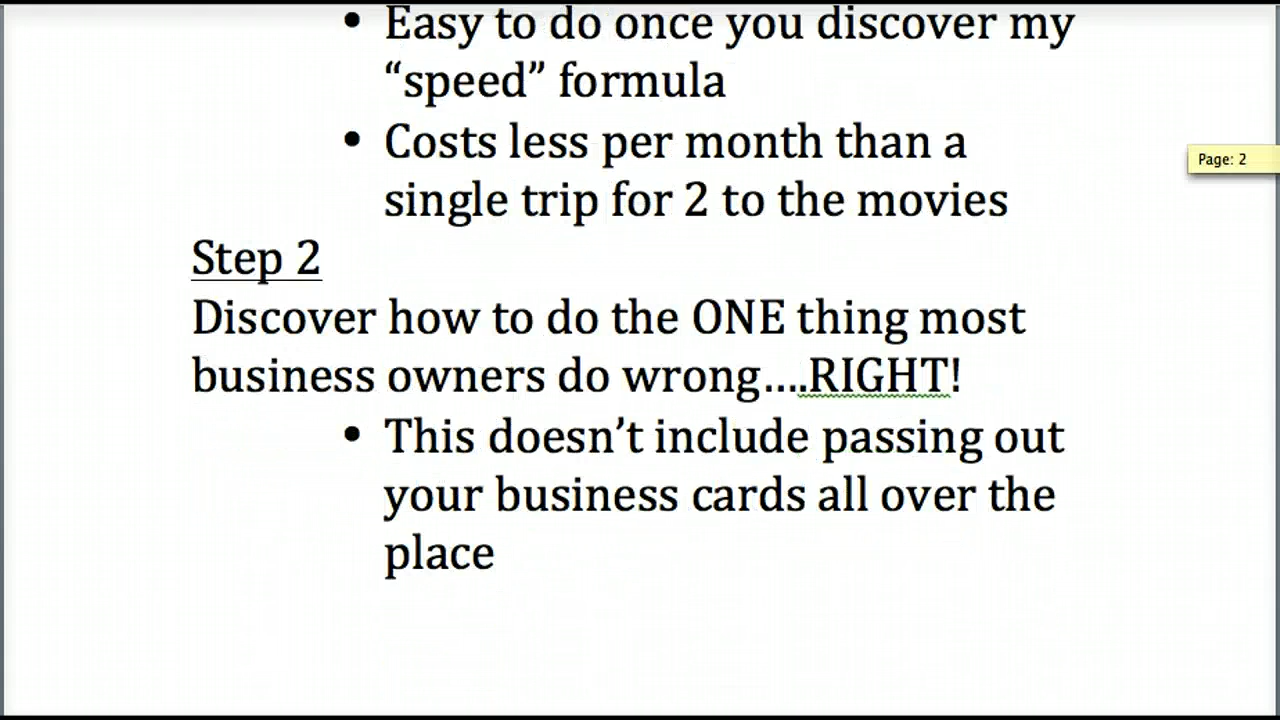 • Easy to do once you discover my
“speed” formula
• Costs less per month than a
single trip for 2 to the movies
Page: 2
Step 2
Discover how to do the ONE thing most
business owners do wrong….RIGHT!
• This doesn’t include passing out
your business cards all over the
place